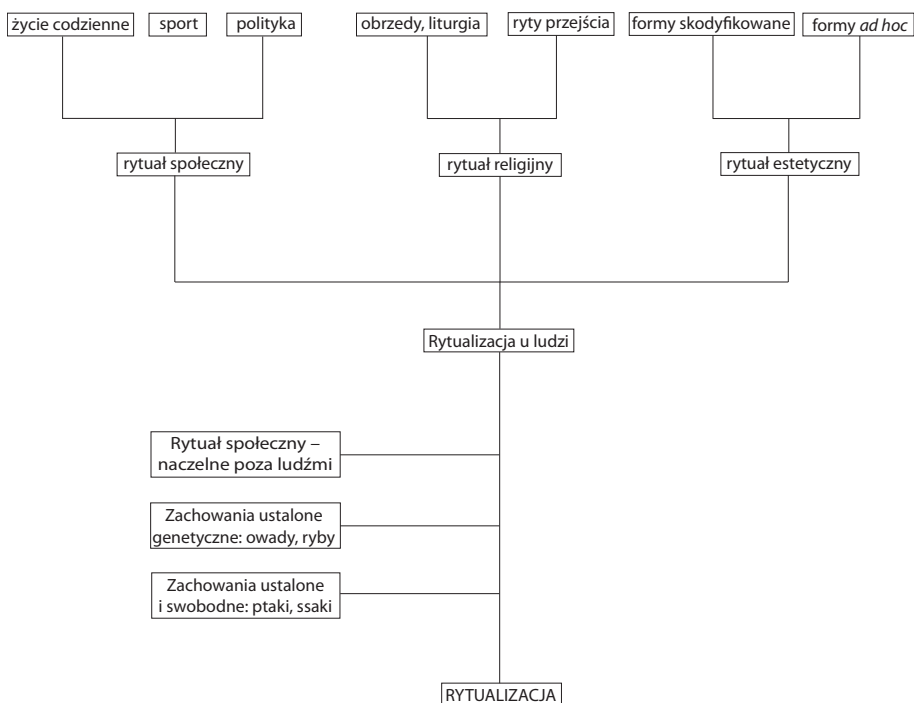 życie codzienne
sport
polityka
obrzędy, liturgia
ryty przejścia
formy skodyfikowane
formy ad hoc
rytuał społeczny
rytuał religijny
rytuał estetyczny
Rytualizacja u ludzi
Rytuał społeczny –
naczelne poza ludźmi
Zachowania ustalone
genetyczne: owady, ryby
Zachowania ustalone
i swobodne: ptaki, ssaki
RYTUALIZACJA